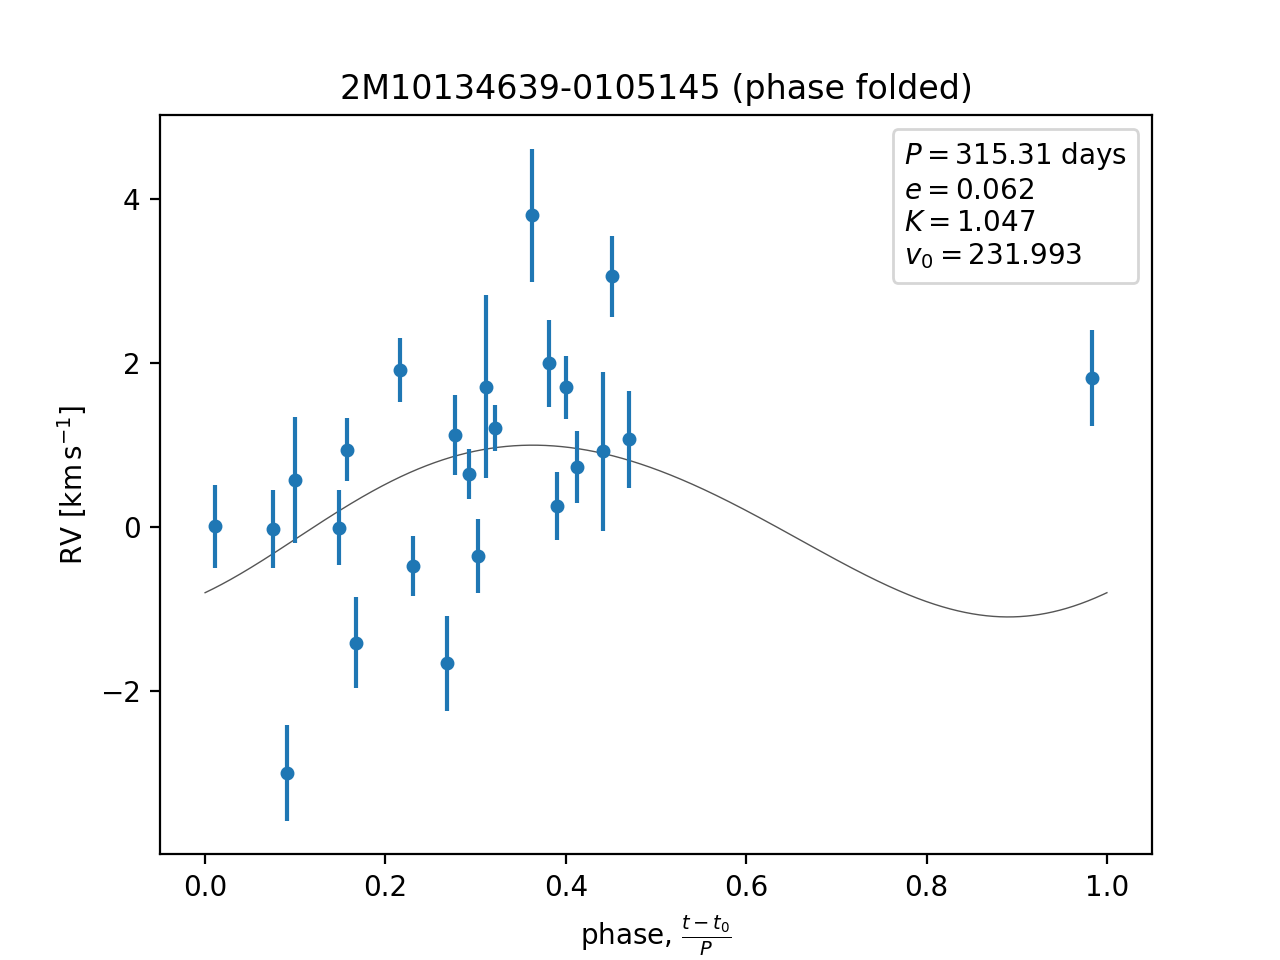 2M10134639-0105145 (phase folded)
P = 315.31 days
e = 0.062
K = 1.047
v₀ = 231.993
RV [km s⁻¹]
4
2
0
−2
0.0 0.2 0.4 0.6 0.8 1.0
phase, (t − t₀)/P